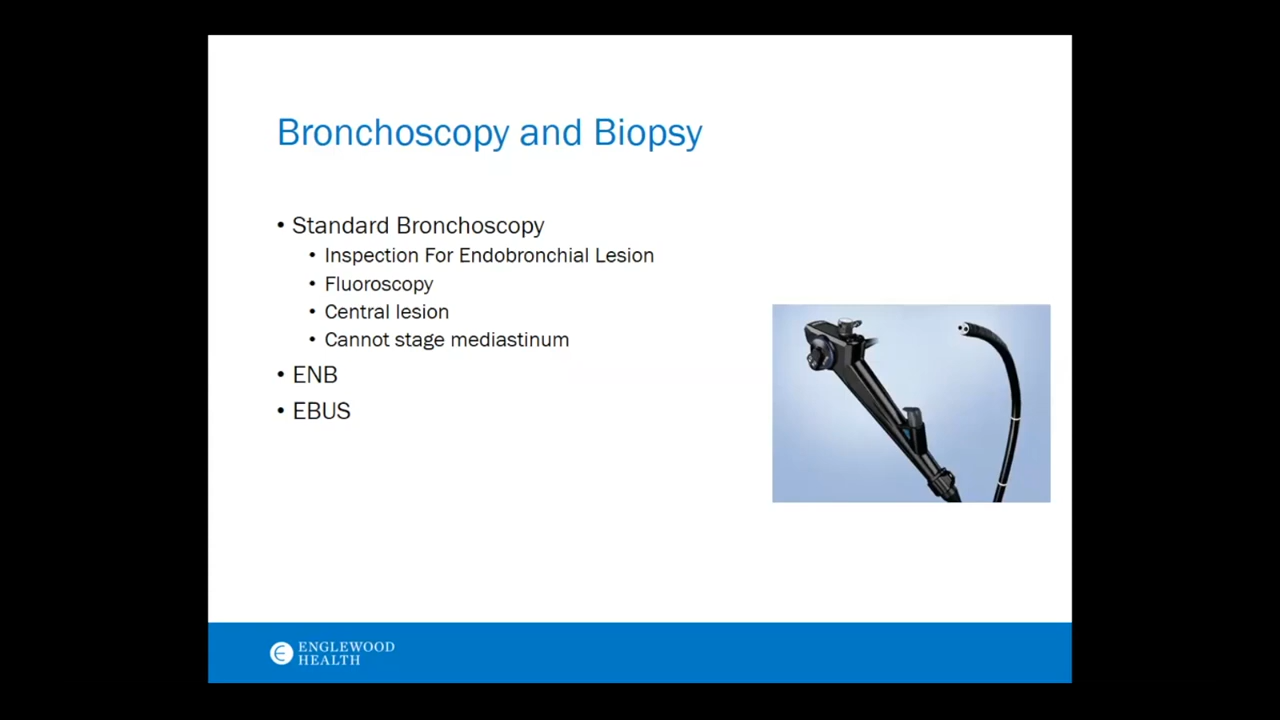 Bronchoscopy and Biopsy
• Standard Bronchoscopy
• Inspection For Endobronchial Lesion
• Fluoroscopy
• Central lesion
• Cannot stage mediastinum
• ENB
• EBUS
ENGLEWOOD
HEALTH